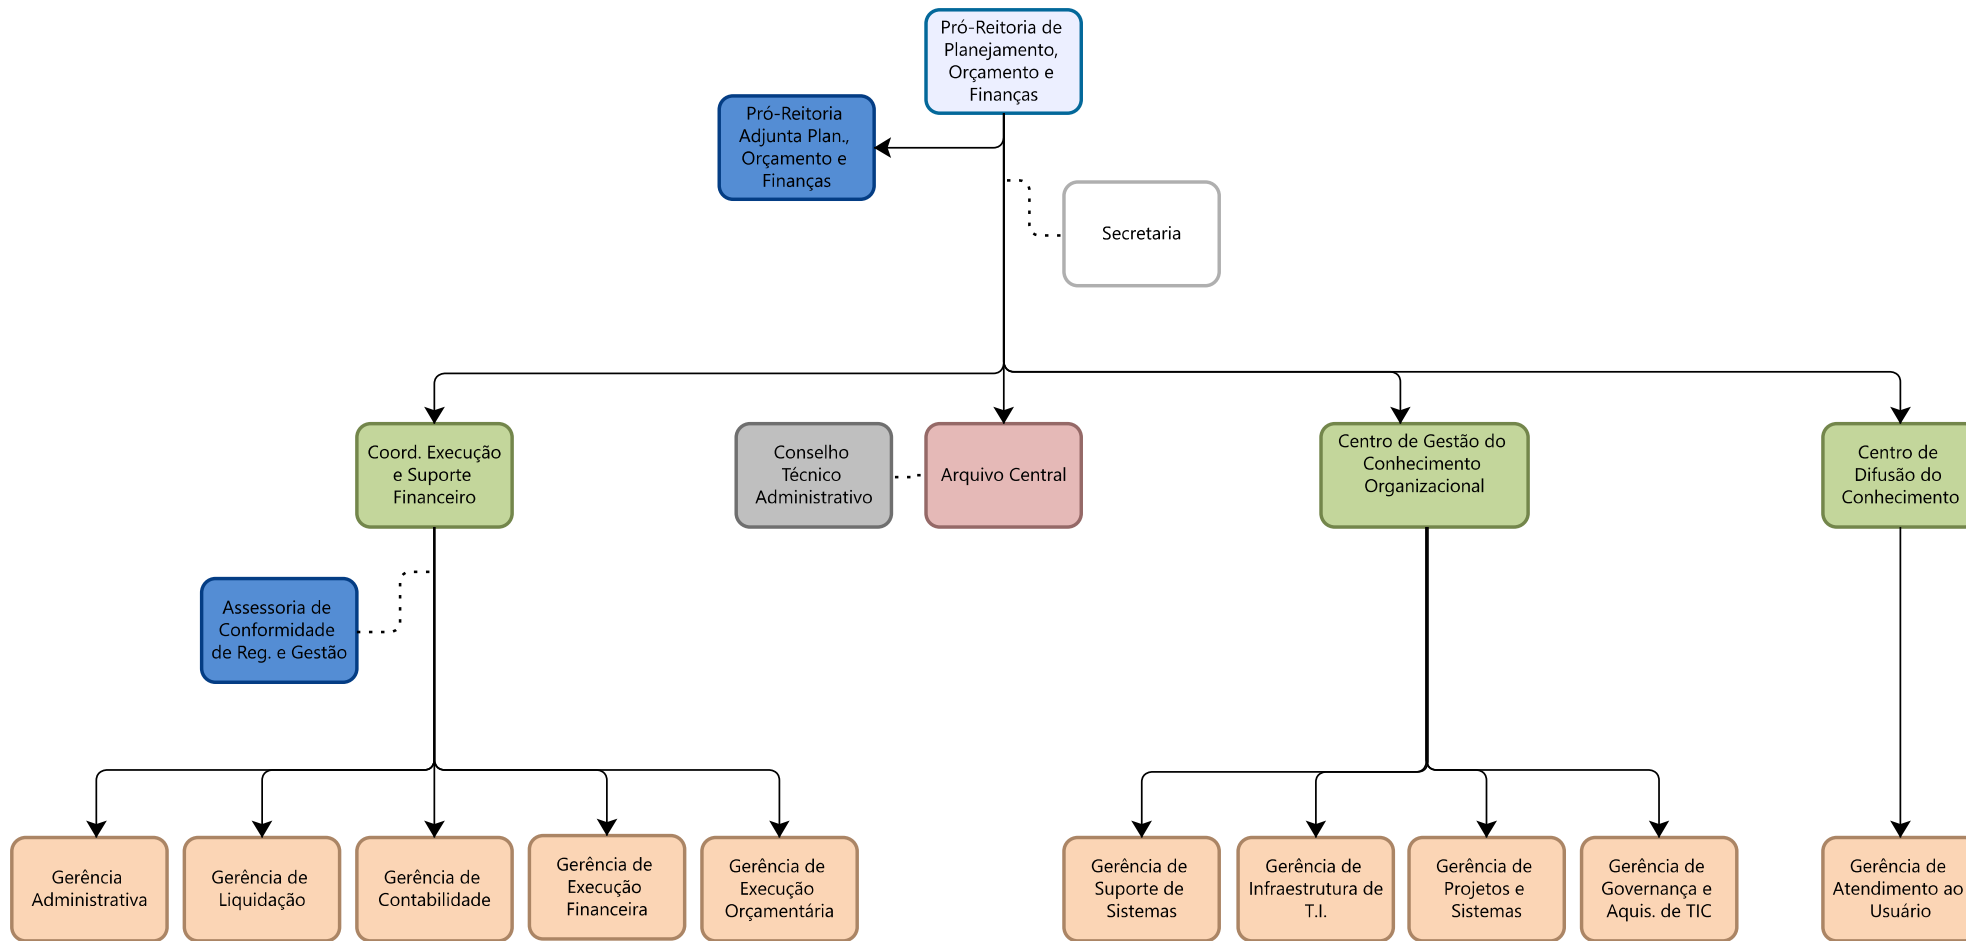 Pró-Reitoria de
Planejamento,
Orçamento e
Finanças
Pró-Reitoria
Adjunta Plan.,
Orçamento e
Finanças
Secretaria
Coord. Execução
e Suporte
Financeiro
Conselho
Técnico
Administrativo
Arquivo Central
Centro de Gestão do
Conhecimento
Organizacional
Centro de
Difusão do
Conhecimento
Assessoria de
Conformidade
de Reg. e Gestão
Gerência
Administrativa
Gerência de
Liquidação
Gerência de
Contabilidade
Gerência de
Execução
Financeira
Gerência de
Execução
Orçamentária
Gerência de
Suporte de
Sistemas
Gerência de
Infraestrutura de
T.I.
Gerência de
Projetos e
Sistemas
Gerência de
Governança e
Aquis. de TIC
Gerência de
Atendimento ao
Usuário